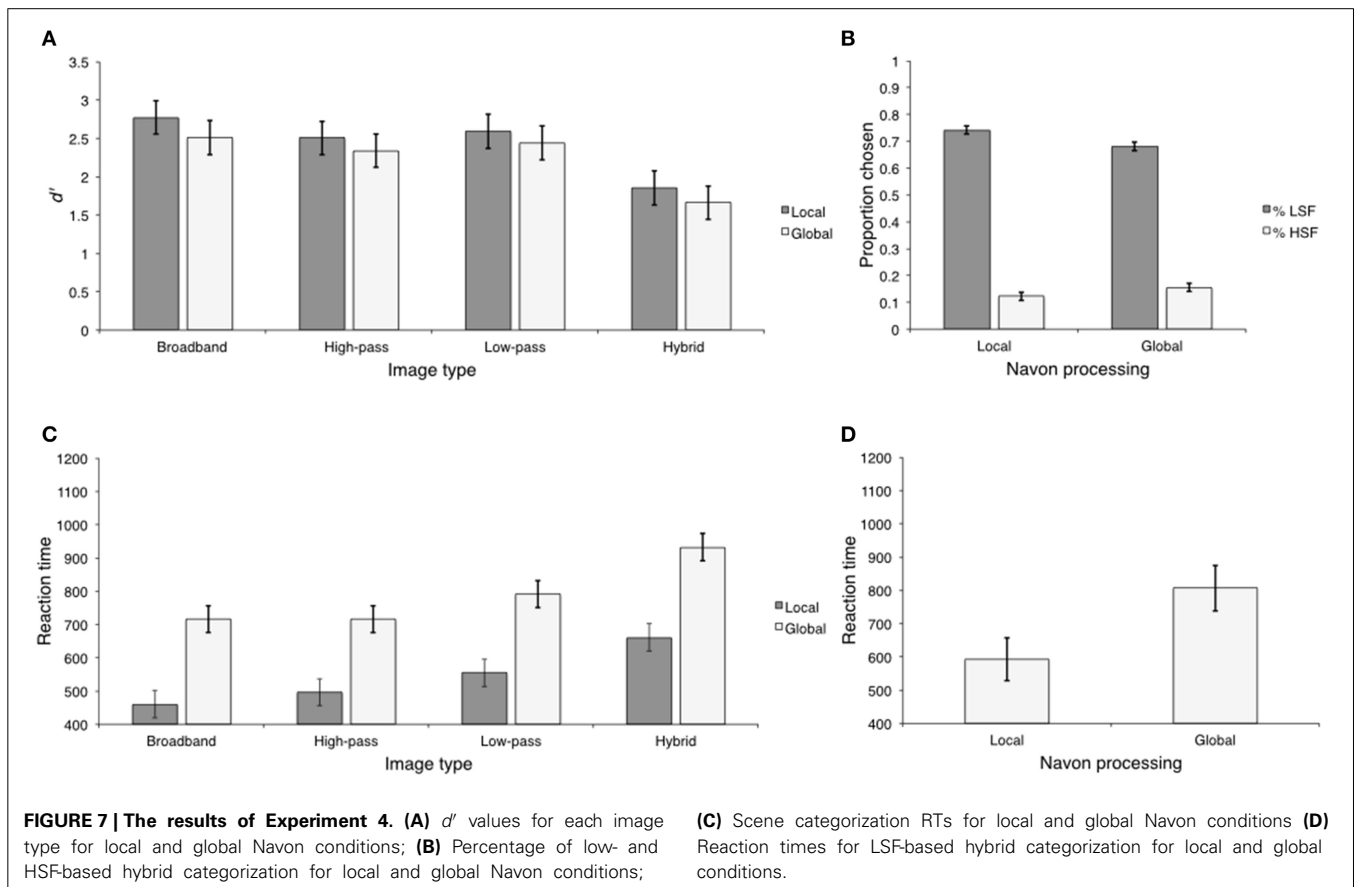 A
3.5
3
2.5
2
1.5
1
0.5
0
d'
Broadband High-pass Low-pass Hybrid
Image type
Local
Global
B
1
0.9
0.8
0.7
0.6
0.5
0.4
0.3
0.2
0.1
0
Proportion chosen
Local Global
Navon processing
% LSF
% HSF
C
1200
1100
1000
900
800
700
600
500
400
Reaction time
Broadband High-pass Low-pass Hybrid
Image type
Local
Global
D
1200
1100
1000
900
800
700
600
500
400
Reaction time
Local Global
Navon processing
FIGURE 7 | The results of Experiment 4. (A) d′ values for each image
type for local and global Navon conditions; (B) Percentage of low- and
HSF-based hybrid categorization for local and global Navon conditions;
(C) Scene categorization RTs for local and global Navon conditions (D)
Reaction times for LSF-based hybrid categorization for local and global
conditions.